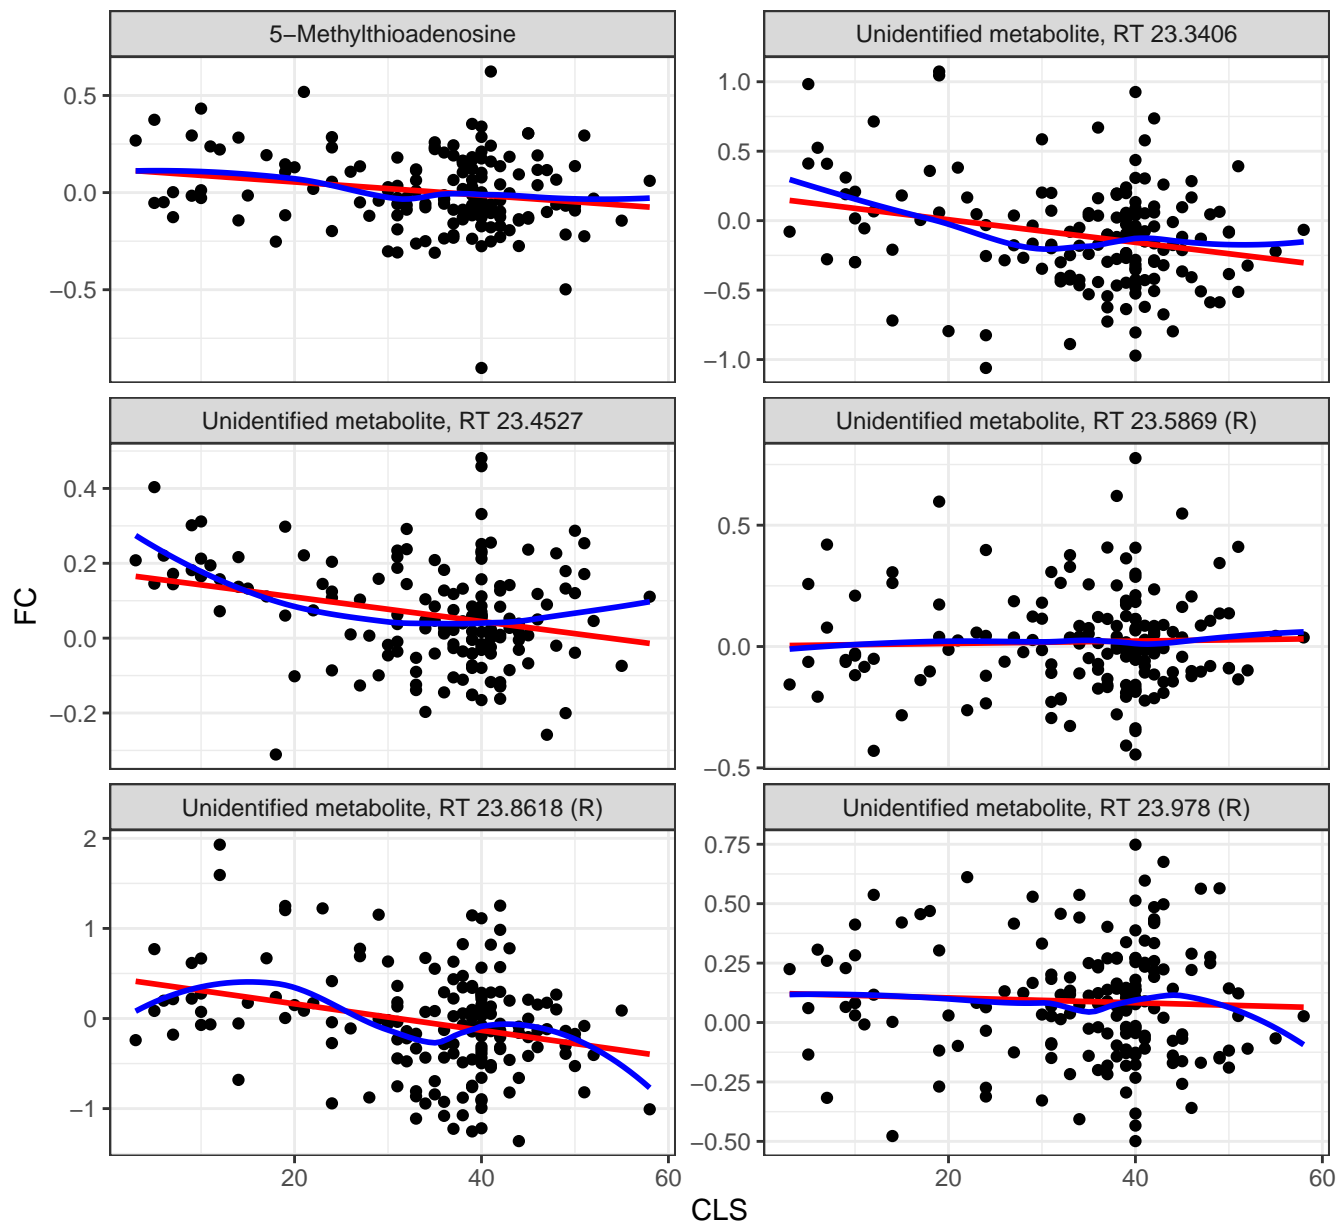 5−Methylthioadenosine
Unidentified metabolite, RT 23.3406
0.5
0.0
−0.5
1.0
0.5
0.0
−0.5
−1.0
Unidentified metabolite, RT 23.4527
Unidentified metabolite, RT 23.5869 (R)
0.4
0.2
0.0
−0.2
0.5
0.0
−0.5
FC
Unidentified metabolite, RT 23.8618 (R)
Unidentified metabolite, RT 23.978 (R)
2
1
0
−1
0.75
0.50
0.25
0.00
−0.25
−0.50
20 40 60
20 40 60
CLS